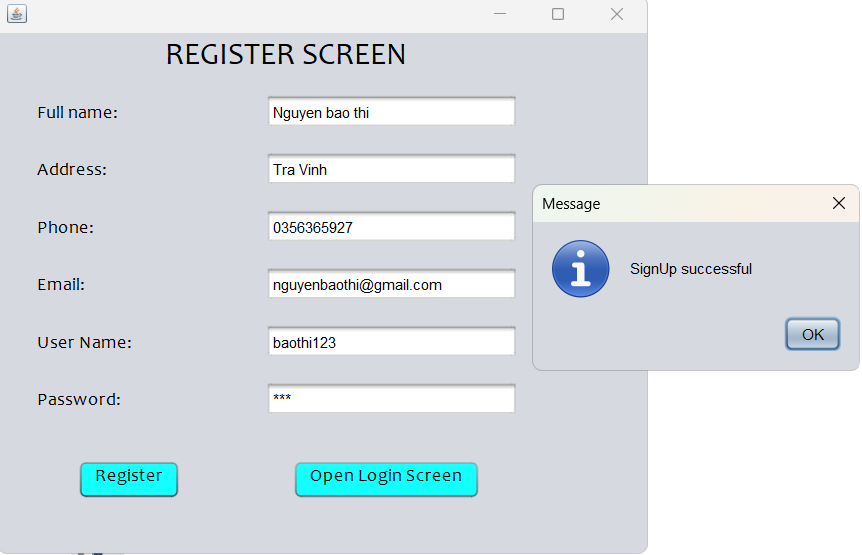 REGISTER SCREEN
Full name: Nguyen bao thi
Address: Tra Vinh
Phone: 0356365927
Email: nguyenbaothi@gmail.com
User Name: baothi123
Password: ***
Register Open Login Screen
Message
SignUp successful
OK